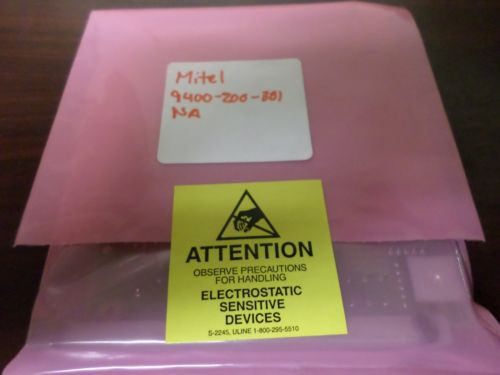 Mitel
9400-200-301
NA
ATTENTION
OBSERVE PRECAUTIONS
FOR HANDLING
ELECTROSTATIC
SENSITIVE
DEVICES
S-2245, ULINE 1-800-295-5510